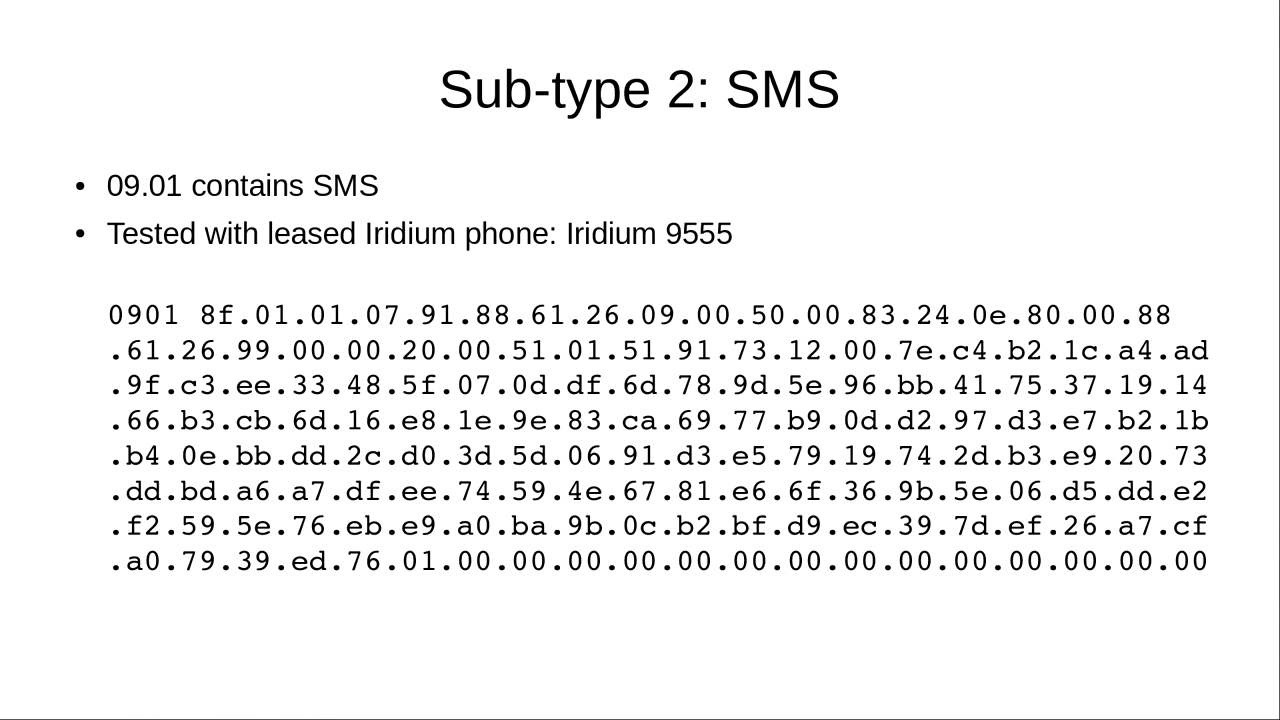 Sub-type 2: SMS
• 09.01 contains SMS
• Tested with leased Iridium phone: Iridium 9555
0901 8f.01.01.07.91.88.61.26.09.00.50.00.83.24.0e.80.00.88
.61.26.99.00.00.20.00.51.01.51.91.73.12.00.7e.c4.b2.1c.a4.ad
.9f.c3.ee.33.48.5f.07.0d.df.6d.78.9d.5e.96.bb.41.75.37.19.14
.66.b3.cb.6d.16.e8.1e.9e.83.ca.69.77.b9.0d.d2.97.d3.e7.b2.1b
.b4.0e.bb.dd.2c.d0.3d.5d.06.91.d3.e5.79.19.74.2d.b3.e9.20.73
.dd.bd.a6.a7.df.ee.74.59.4e.67.81.e6.6f.36.9b.5e.06.d5.dd.e2
.f2.59.5e.76.eb.e9.a0.ba.9b.0c.b2.bf.d9.ec.39.7d.ef.26.a7.cf
.a0.79.39.ed.76.01.00.00.00.00.00.00.00.00.00.00.00.00.00.00